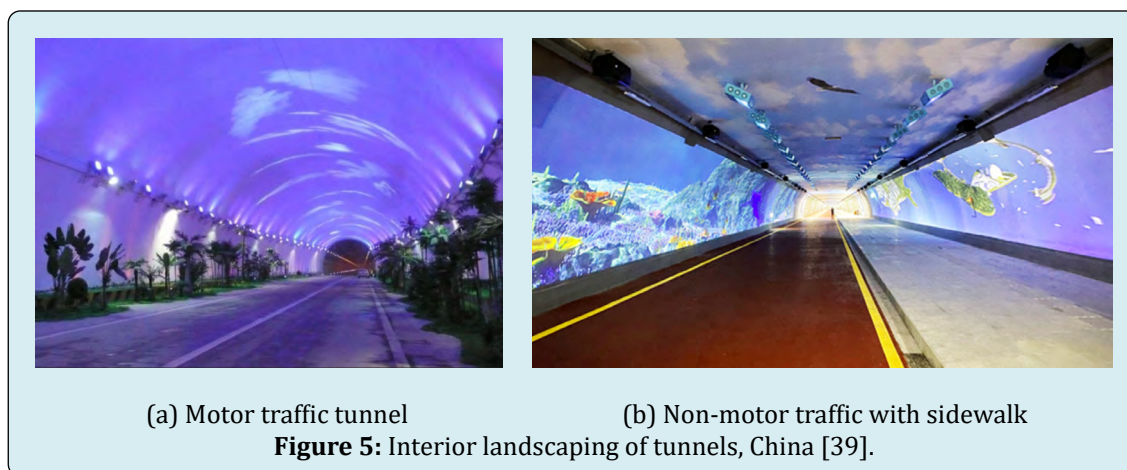 (a) Motor traffic tunnel
(b) Non-motor traffic with sidewalk
Figure 5: Interior landscaping of tunnels, China [39].